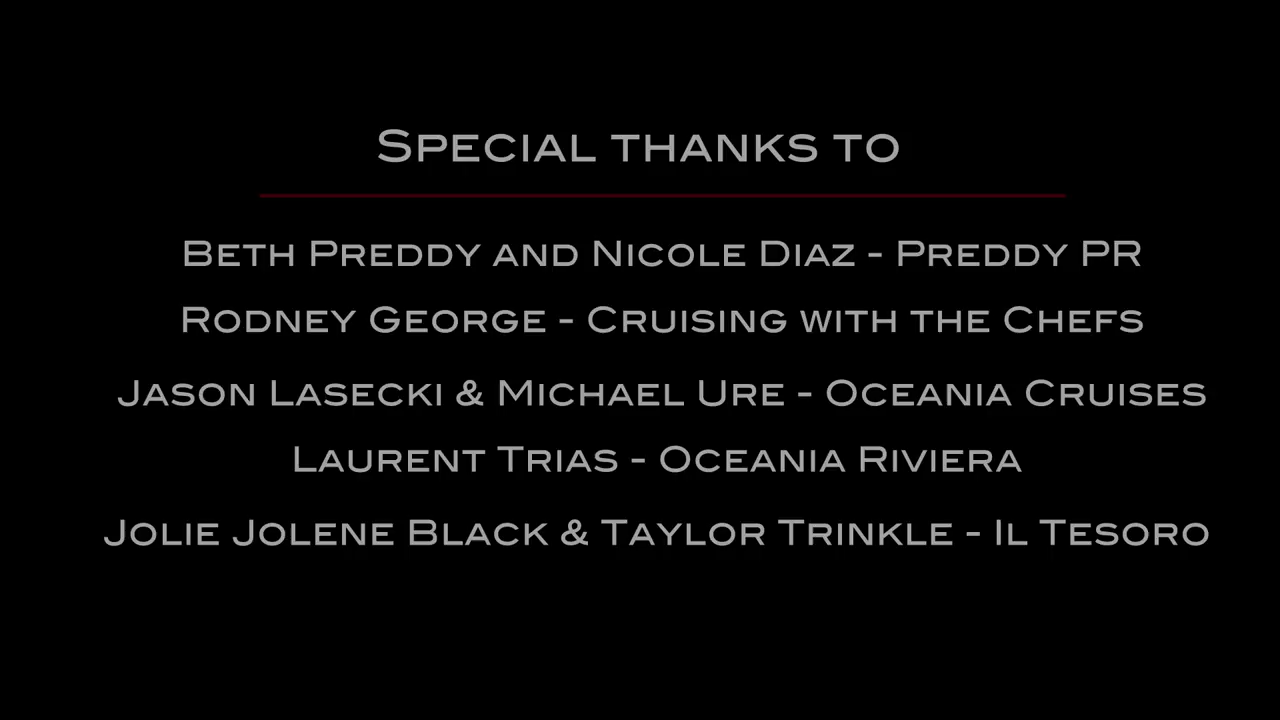 Special thanks to
Beth Preddy and Nicole Diaz - Preddy PR
Rodney George - Cruising with the Chefs
Jason Lasecki & Michael Ure - Oceania Cruises
Laurent Trias - Oceania Riviera
Jolie Jolene Black & Taylor Trinkle - Il Tesoro